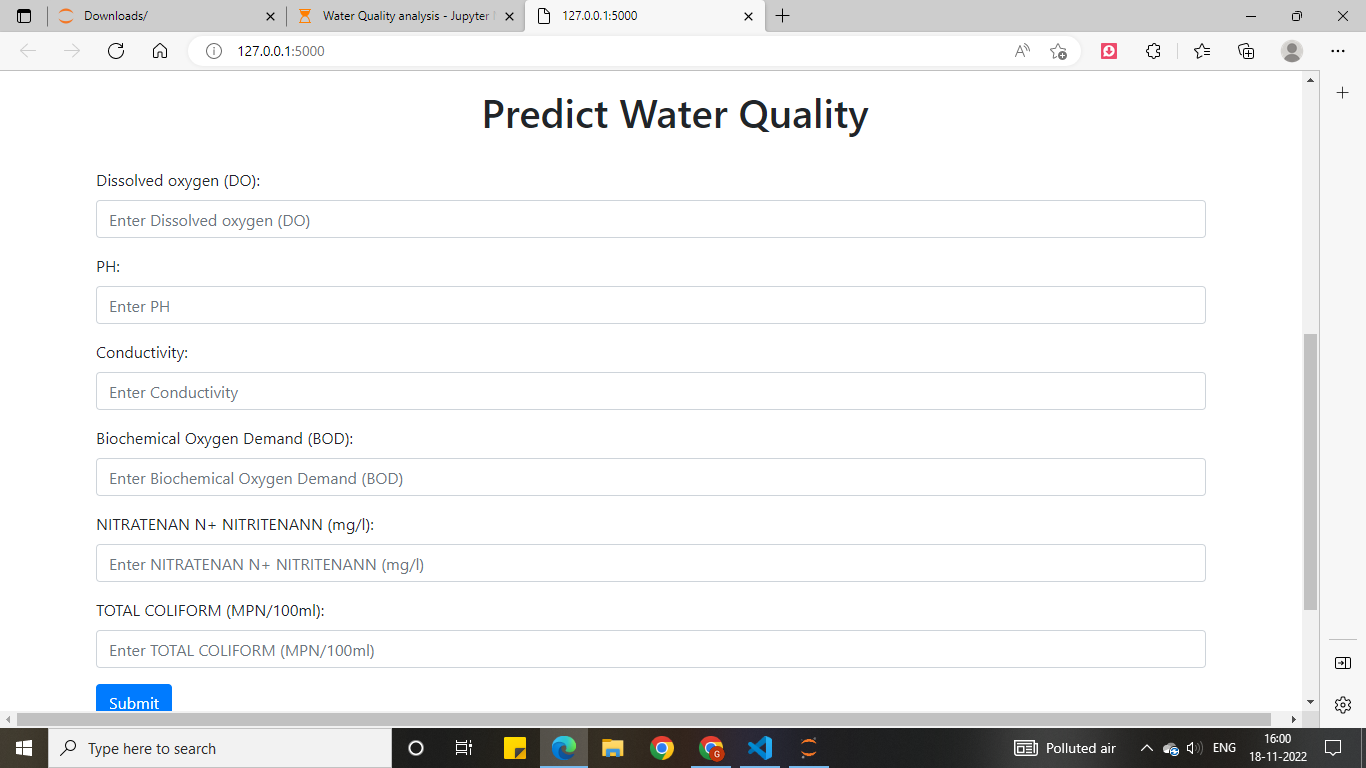 Downloads/
Water Quality analysis - Jupyter
127.0.0.1:5000
127.0.0.1:5000
Predict Water Quality
Dissolved oxygen (DO):
Enter Dissolved oxygen (DO)
PH:
Enter PH
Conductivity:
Enter Conductivity
Biochemical Oxygen Demand (BOD):
Enter Biochemical Oxygen Demand (BOD)
NITRATENAN N+ NITRITENANN (mg/l):
Enter NITRATENAN N+ NITRITENANN (mg/l)
TOTAL COLIFORM (MPN/100ml):
Enter TOTAL COLIFORM (MPN/100ml)
Submit
Type here to search
Polluted air
ENG
16:00
18-11-2022